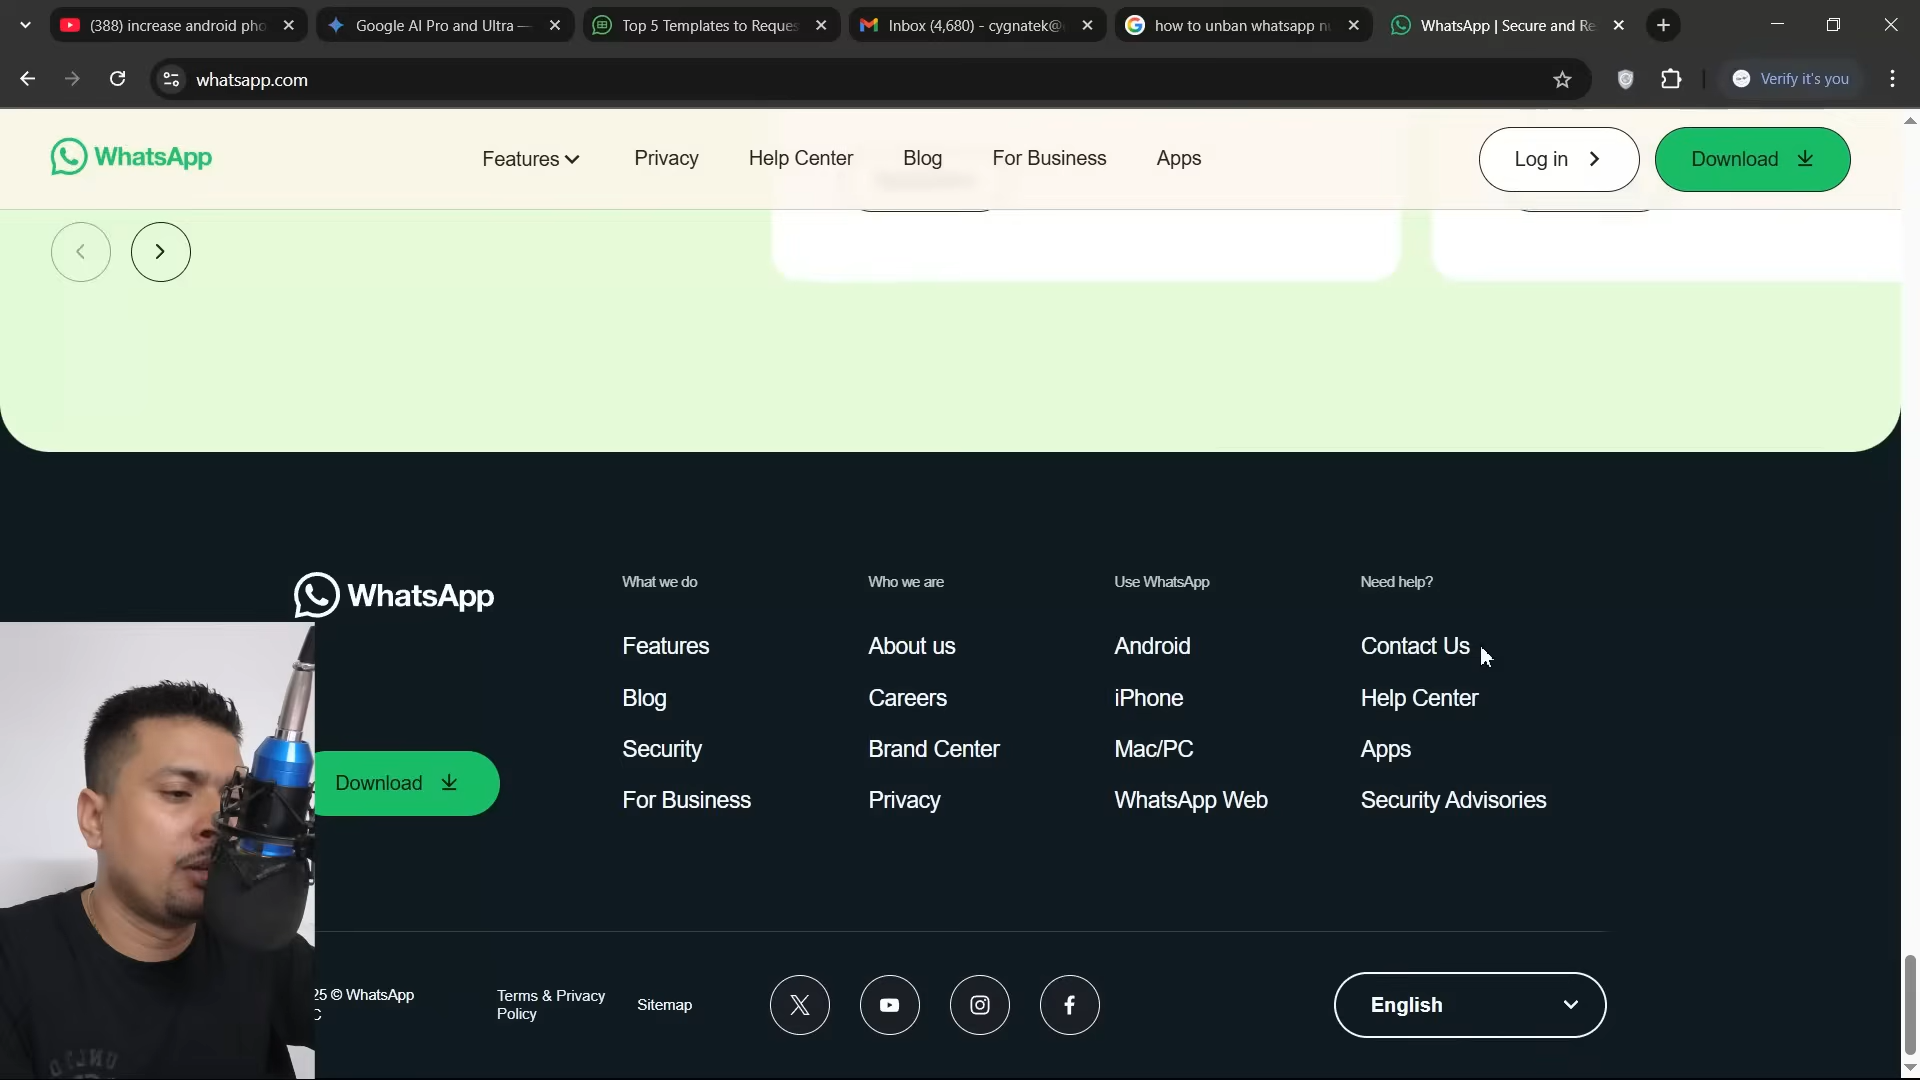 (388) increase android pho
Google AI Pro and Ultra —
Top 5 Templates to Reques
Inbox (4,680) - cygnatek@
how to unban whatsapp n
WhatsApp | Secure and Re
whatsapp.com
Verify it's you
WhatsApp
Features
Privacy
Help Center
Blog
For Business
Apps
Log in
Download
WhatsApp
What we do
Features
Blog
Security
For Business
Who we are
About us
Careers
Brand Center
Privacy
Use WhatsApp
Android
iPhone
Mac/PC
WhatsApp Web
Need help?
Contact Us
Help Center
Apps
Security Advisories
Download
25 © WhatsApp
C
Terms & Privacy
Policy
Sitemap
English